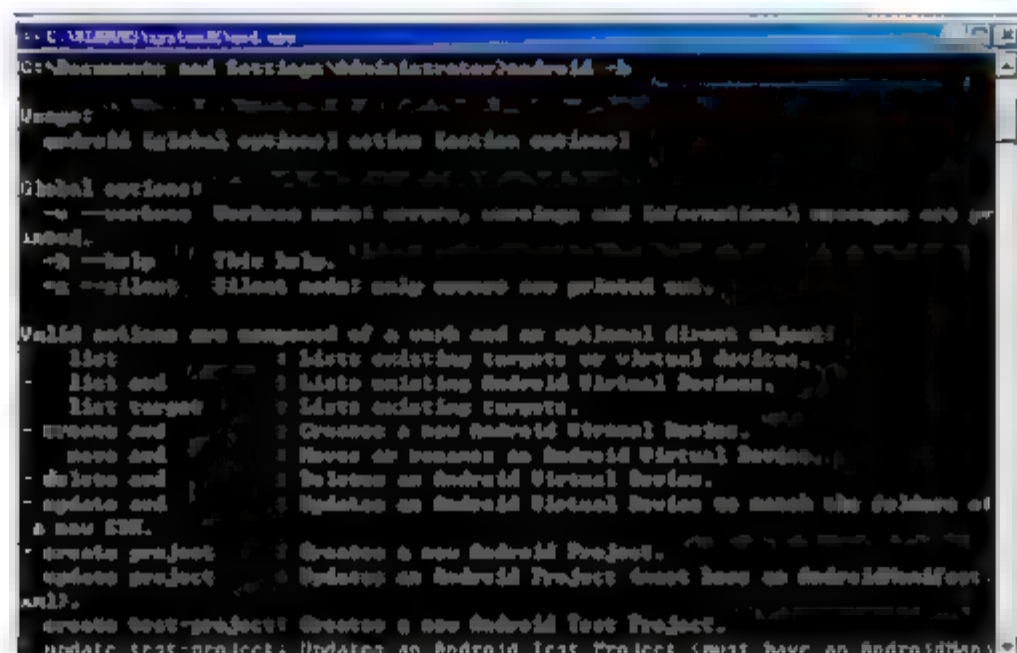 C:\WINDOWS\system32\cmd.exe
C:\Documents and Settings\Administrator>android -h
Usage:
android [global options] action [action options]
Global options:
-v --verbose Verbose mode: errors, warnings and informational messages are pr
inted.
-h --help This help.
-s --silent Silent mode: only errors are printed out.
Valid actions are composed of a verb and an optional direct object:
list : Lists existing targets or virtual devices.
- list avd : Lists existing Android Virtual Devices.
list target : Lists existing targets.
- create avd : Creates a new Android Virtual Device.
move avd : Moves or renames an Android Virtual Device.
- delete avd : Deletes an Android Virtual Device.
- update avd : Updates an Android Virtual Device to match the folders of
a new SDK.
- create project : Creates a new Android Project.
update project : Updates an Android Project (must have an AndroidManifest.
xml).
create test-project: Creates a new Android Test Project.
update test-project: Updates an Android Test Project (must have an AndroidMani